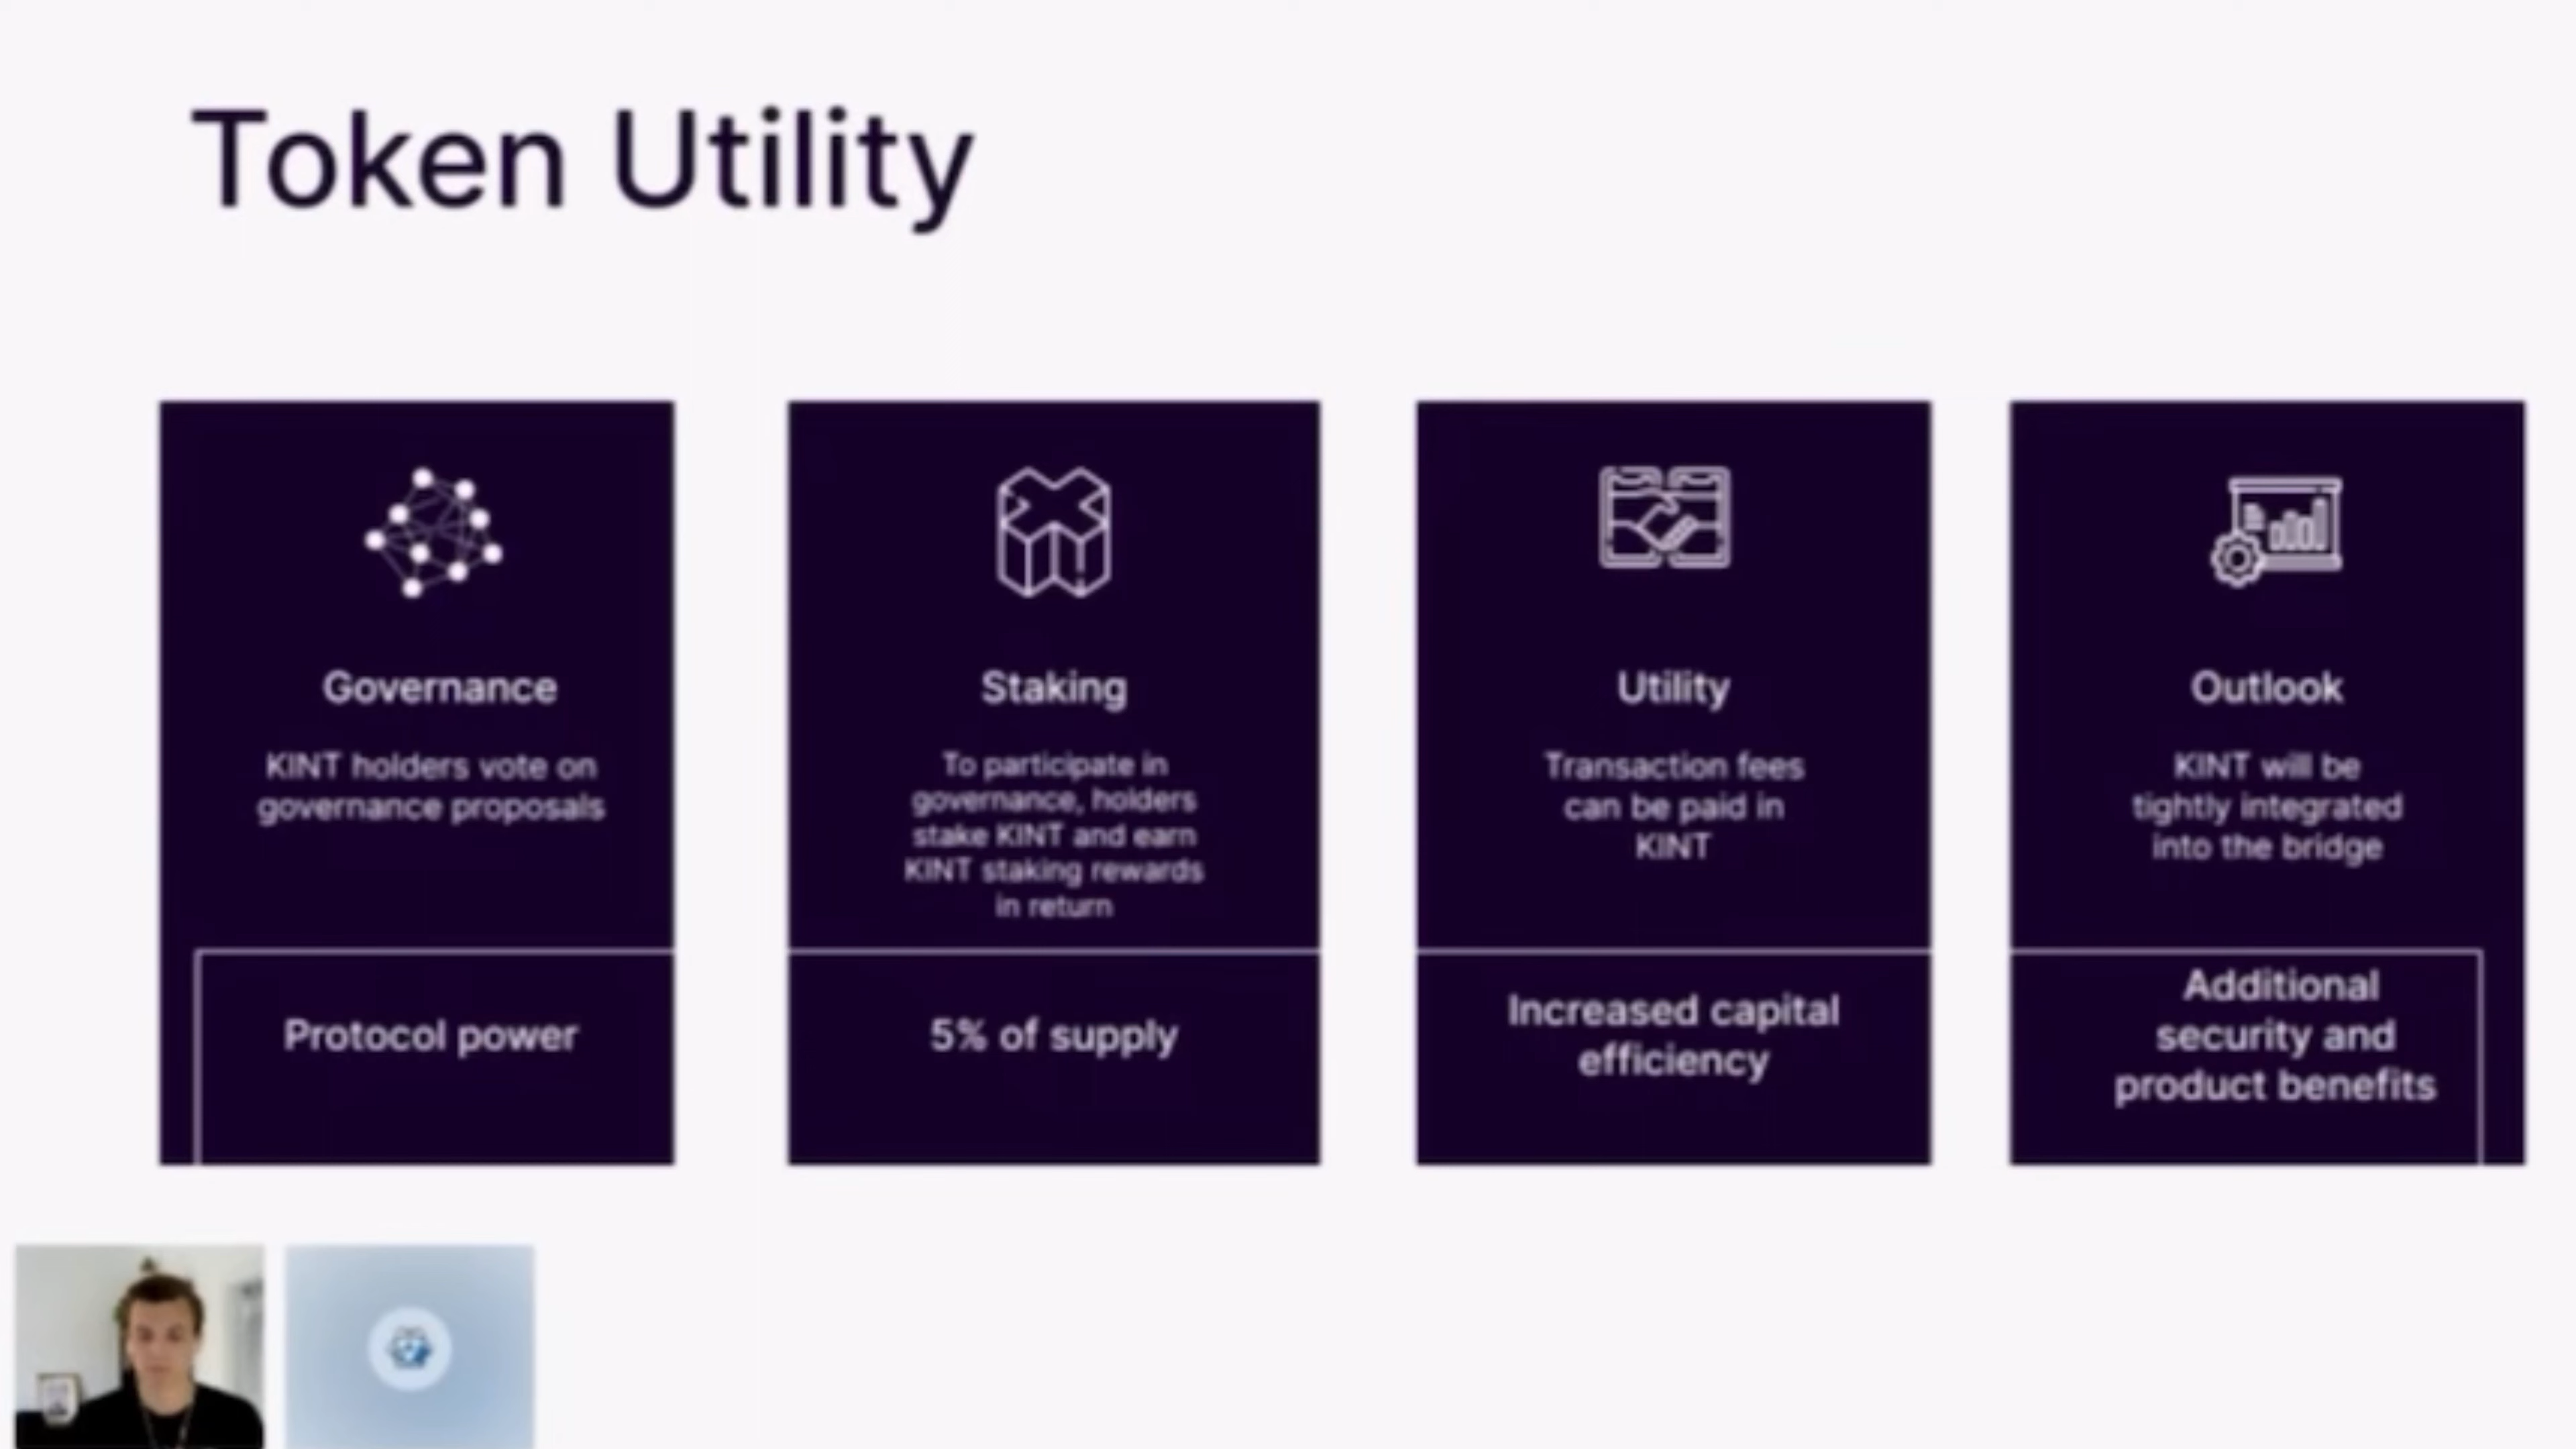 Token Utility
Governance
KINT holders vote on
governance proposals
Protocol power
Staking
To participate in
governance, holders
stake KINT and earn
KINT staking rewards
in return
5% of supply
Utility
Transaction fees
can be paid in
KINT
Increased capital
efficiency
Outlook
KINT will be
tightly integrated
into the bridge
Additional
security and
product benefits